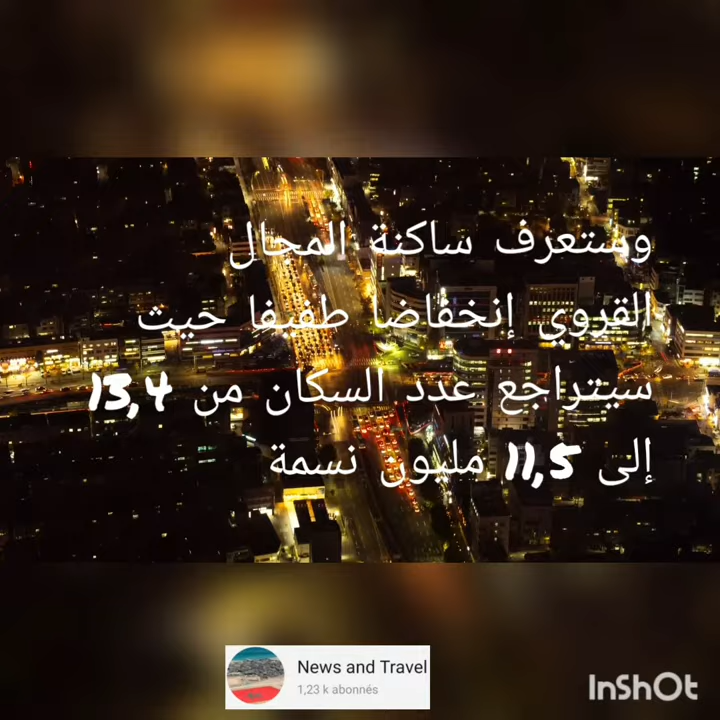 وستعرف ساكنة المجال
القروي إنخفاضا طفيفا حيث
سيتراجع عدد السكان من 13,4
إلى 11,5 مليون نسمة
News and Travel
1,23 k abonnés
InShOt